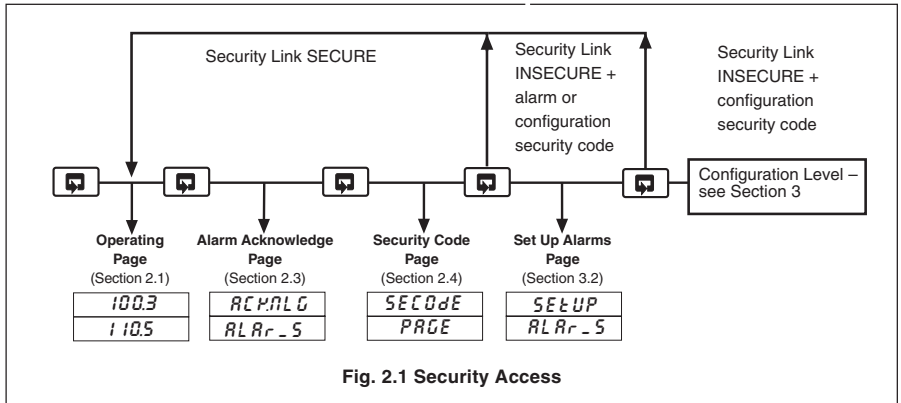 Security Link SECURE
Security Link
INSECURE +
alarm or
configuration
security code
Security Link
INSECURE +
configuration
security code
Configuration Level –
see Section 3
Operating
Page
(Section 2.1)
100.3
110.5
Alarm Acknowledge
Page
(Section 2.3)
ACK.NLG
ALAr_S
Security Code
Page
(Section 2.4)
SECOdE
PAGE
Set Up Alarms
Page
(Section 3.2)
SEtUP
ALAr_S
Fig. 2.1 Security Access